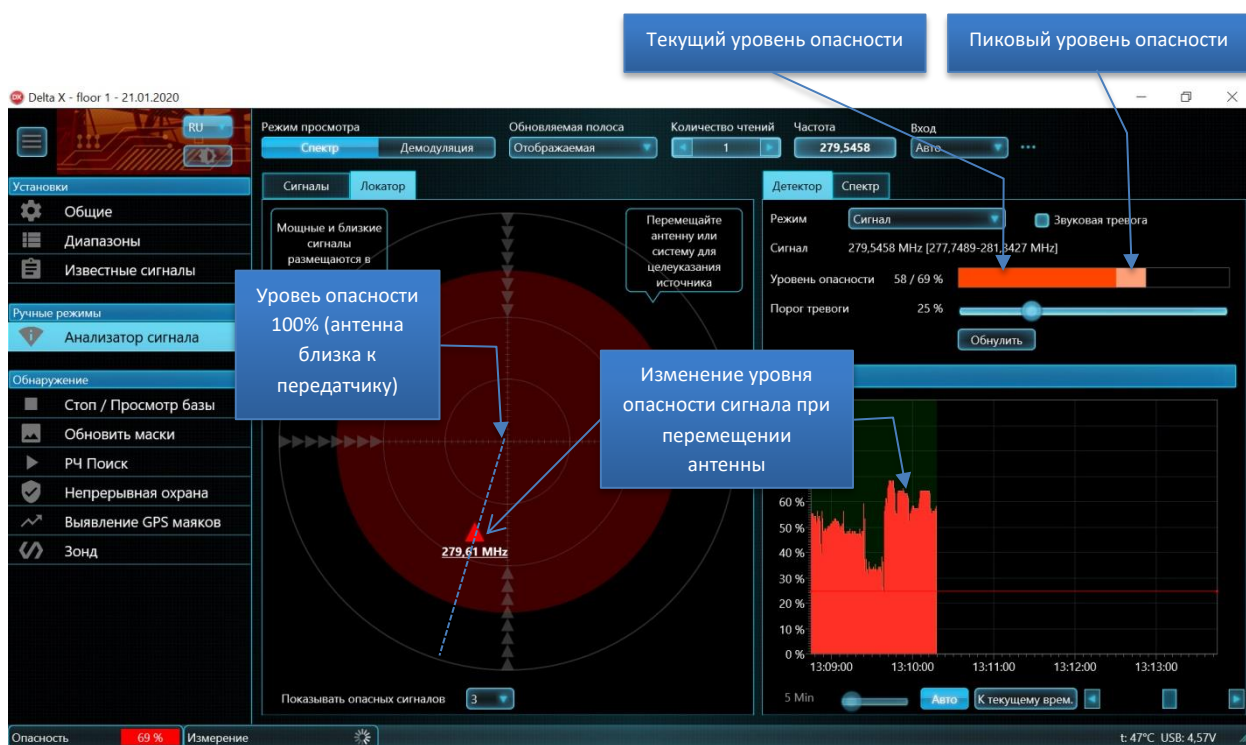 Текущий уровень опасности
Пиковый уровень опасности
Delta X - floor 1 - 21.01.2020
RU
Режим просмотра
Спектр
Демодуляция
Обновляемая полоса
Отображаемая
Количество чтений
1
Частота
279,5458
Вход
Авто
Установки
Общие
Диапазоны
Известные сигналы
Ручные режимы
Анализатор сигнала
Обнаружение
Стоп / Просмотр базы
Обновить маски
РЧ Поиск
Непрерывная охрана
Выявление GPS маяков
Зонд
Сигналы
Локатор
Мощные и близкие
сигналы
размещаются в
Перемещайте
антенну или
систему для
целеуказания
источника
Уровеь опасности
100% (антенна
близка к
передатчику)
Изменение уровня
опасности сигнала при
перемещении
антенны
279,61 MHz
Показывать опасных сигналов
3
Детектор
Спектр
Режим
Сигнал
Звуковая тревога
Сигнал
279,5458 MHz [277,7489-281,3427 MHz]
Уровень опасности
58 / 69 %
Порог тревоги
25 %
Обнулить
60 %
50 %
40 %
30 %
20 %
10 %
0 %
13:09:00
13:10:00
13:11:00
13:12:00
13:13:00
5 Min
Авто
К текущему врем.
Опасность
69 %
Измерение
t: 47°C USB: 4,57V